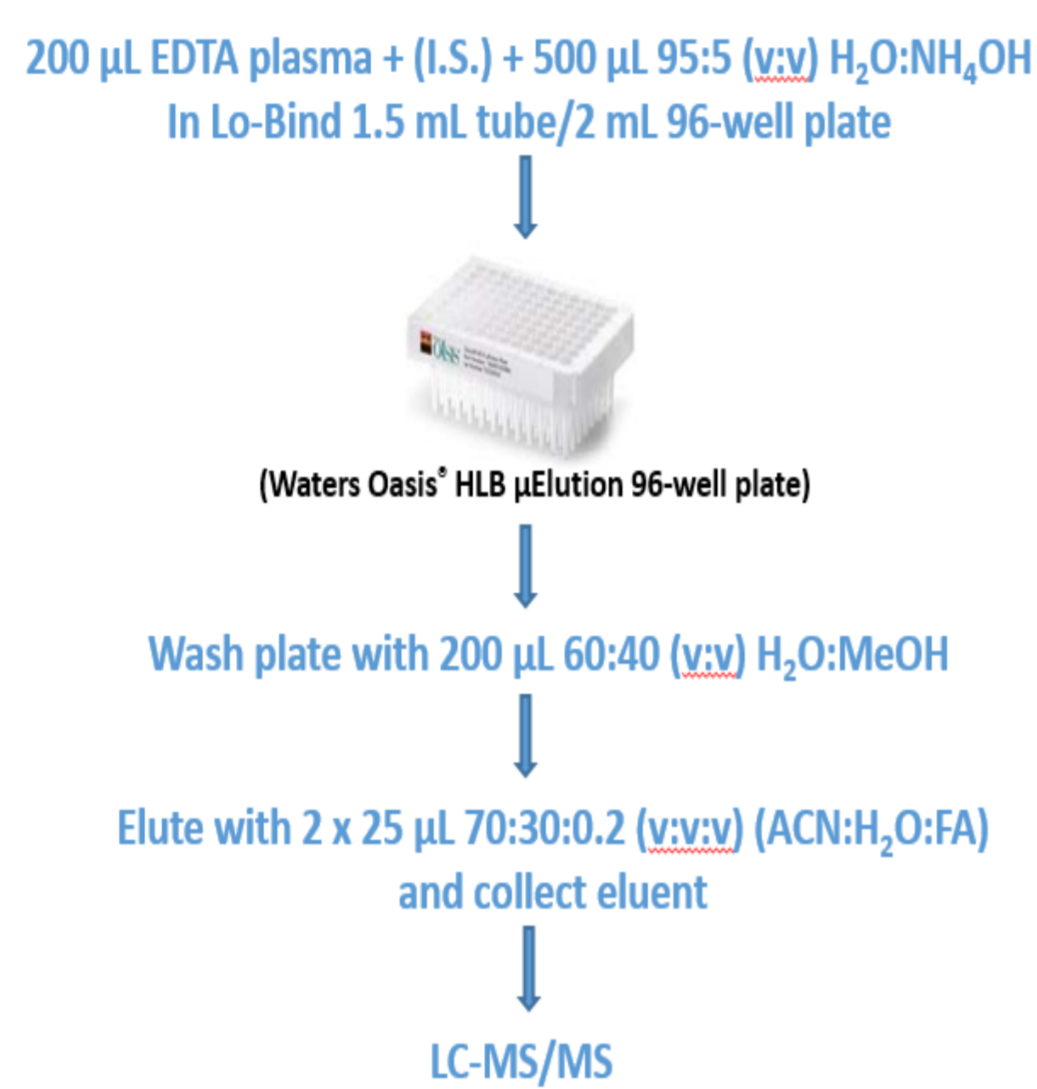 200 µL EDTA plasma + (I.S.) + 500 µL 95:5 (v:v) H₂O:NH₄OH
In Lo-Bind 1.5 mL tube/2 mL 96-well plate
Oasis
(Waters Oasis® HLB µElution 96-well plate)
Wash plate with 200 µL 60:40 (v:v) H₂O:MeOH
Elute with 2 x 25 µL 70:30:0.2 (v:v:v) (ACN:H₂O:FA)
and collect eluent
LC-MS/MS